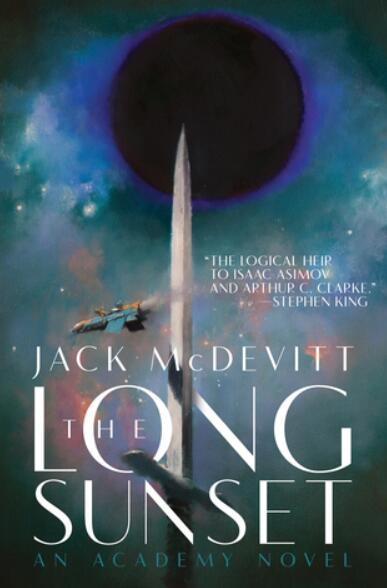 "THE LOGICAL HEIR
TO ISAAC ASIMOV
AND ARTHUR C. CLARKE."
—STEPHEN KING
JACK McDEVITT
THE
LONG
SUNSET
AN ACADEMY NOVEL